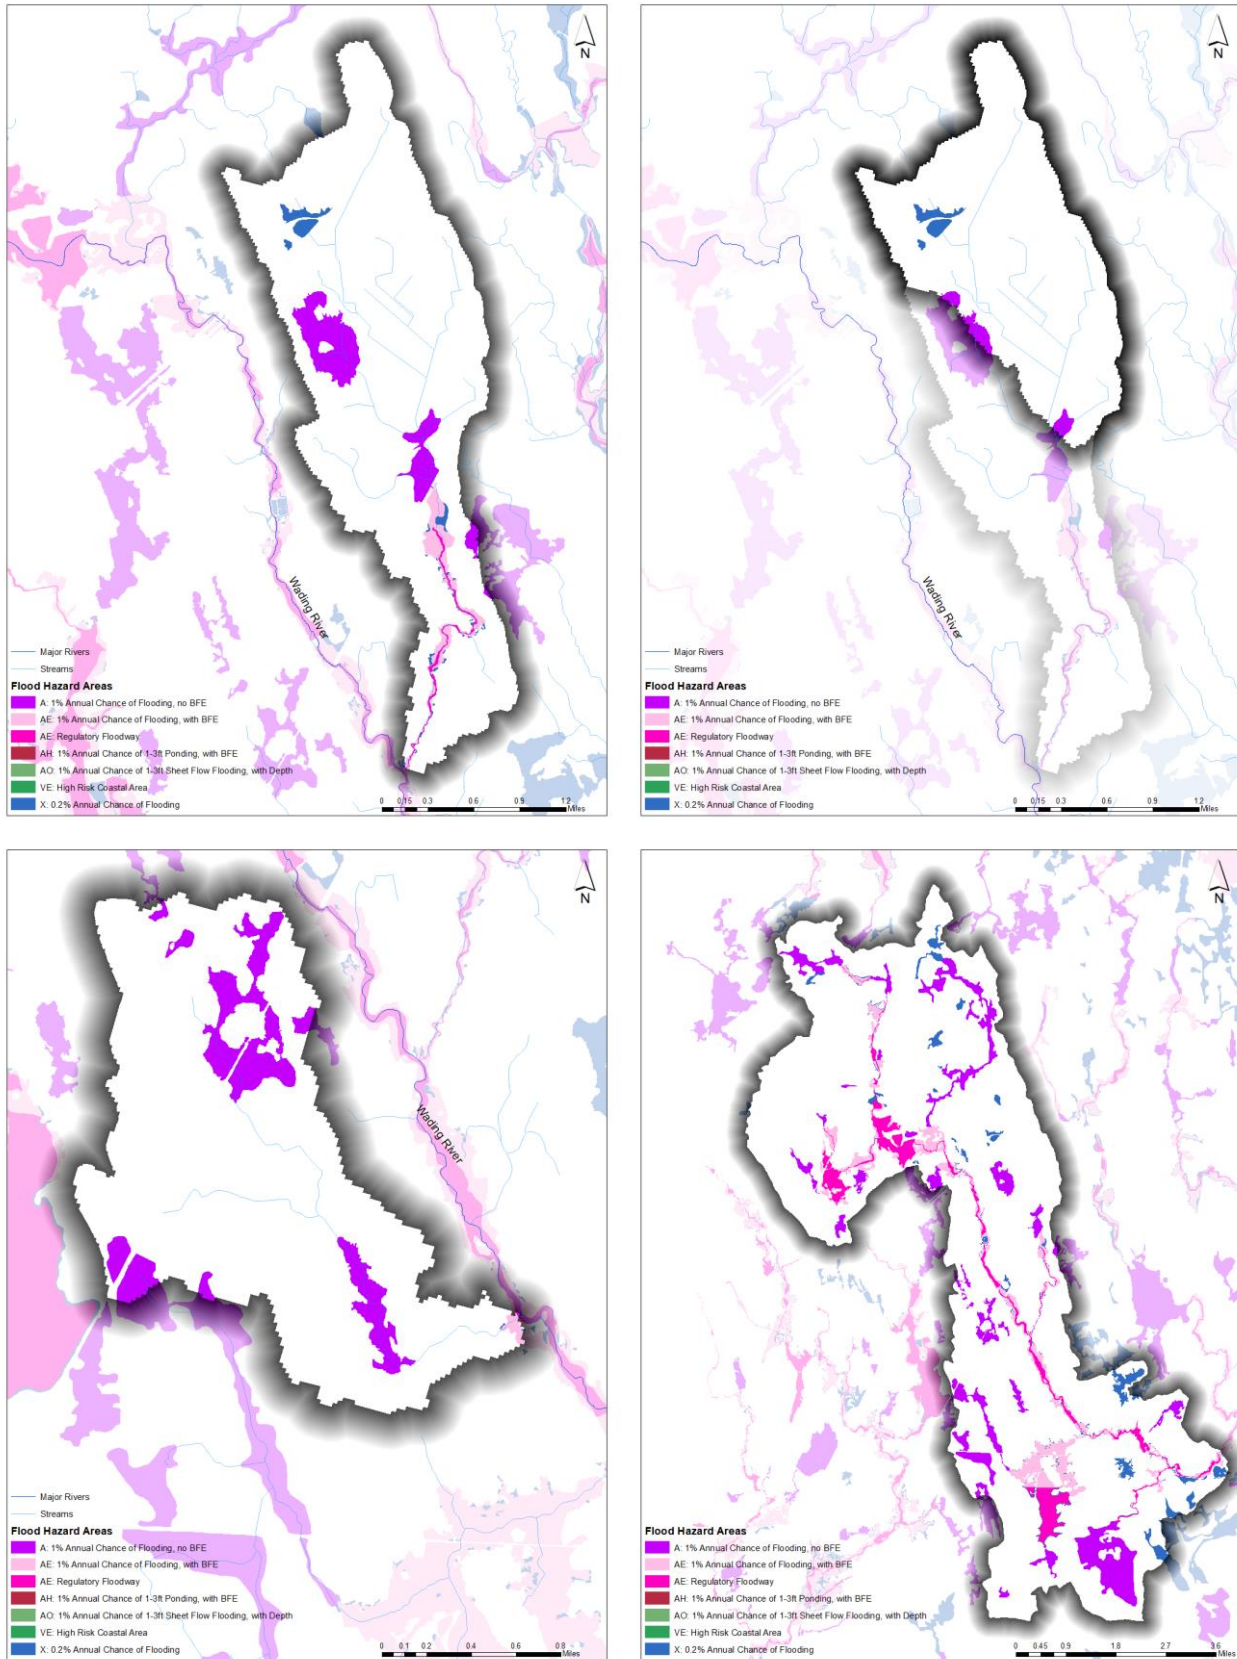 N
Wading River
Major Rivers
Streams
Flood Hazard Areas
A: 1% Annual Chance of Flooding, no BFE
AE: 1% Annual Chance of Flooding, with BFE
AE: Regulatory Floodway
AH: 1% Annual Chance of 1-3ft Ponding, with BFE
AO: 1% Annual Chance of 1-3ft Sheet Flow Flooding, with Depth
VE: High Risk Coastal Area
X: 0.2% Annual Chance of Flooding
0 0.15 0.3 0.6 0.9 1.2
Miles
N
Wading River
Major Rivers
Streams
Flood Hazard Areas
A: 1% Annual Chance of Flooding, no BFE
AE: 1% Annual Chance of Flooding, with BFE
AE: Regulatory Floodway
AH: 1% Annual Chance of 1-3ft Ponding, with BFE
AO: 1% Annual Chance of 1-3ft Sheet Flow Flooding, with Depth
VE: High Risk Coastal Area
X: 0.2% Annual Chance of Flooding
0 0.15 0.3 0.6 0.9 1.2
Miles
N
Wading River
Major Rivers
Streams
Flood Hazard Areas
A: 1% Annual Chance of Flooding, no BFE
AE: 1% Annual Chance of Flooding, with BFE
AE: Regulatory Floodway
AH: 1% Annual Chance of 1-3ft Ponding, with BFE
AO: 1% Annual Chance of 1-3ft Sheet Flow Flooding, with Depth
VE: High Risk Coastal Area
X: 0.2% Annual Chance of Flooding
0 0.1 0.2 0.4 0.6 0.8
Miles
N
Flood Hazard Areas
A: 1% Annual Chance of Flooding, no BFE
AE: 1% Annual Chance of Flooding, with BFE
AE: Regulatory Floodway
AH: 1% Annual Chance of 1-3ft Ponding, with BFE
AO: 1% Annual Chance of 1-3ft Sheet Flow Flooding, with Depth
VE: High Risk Coastal Area
X: 0.2% Annual Chance of Flooding
0 0.45 0.9 1.8 2.7 3.6
Miles